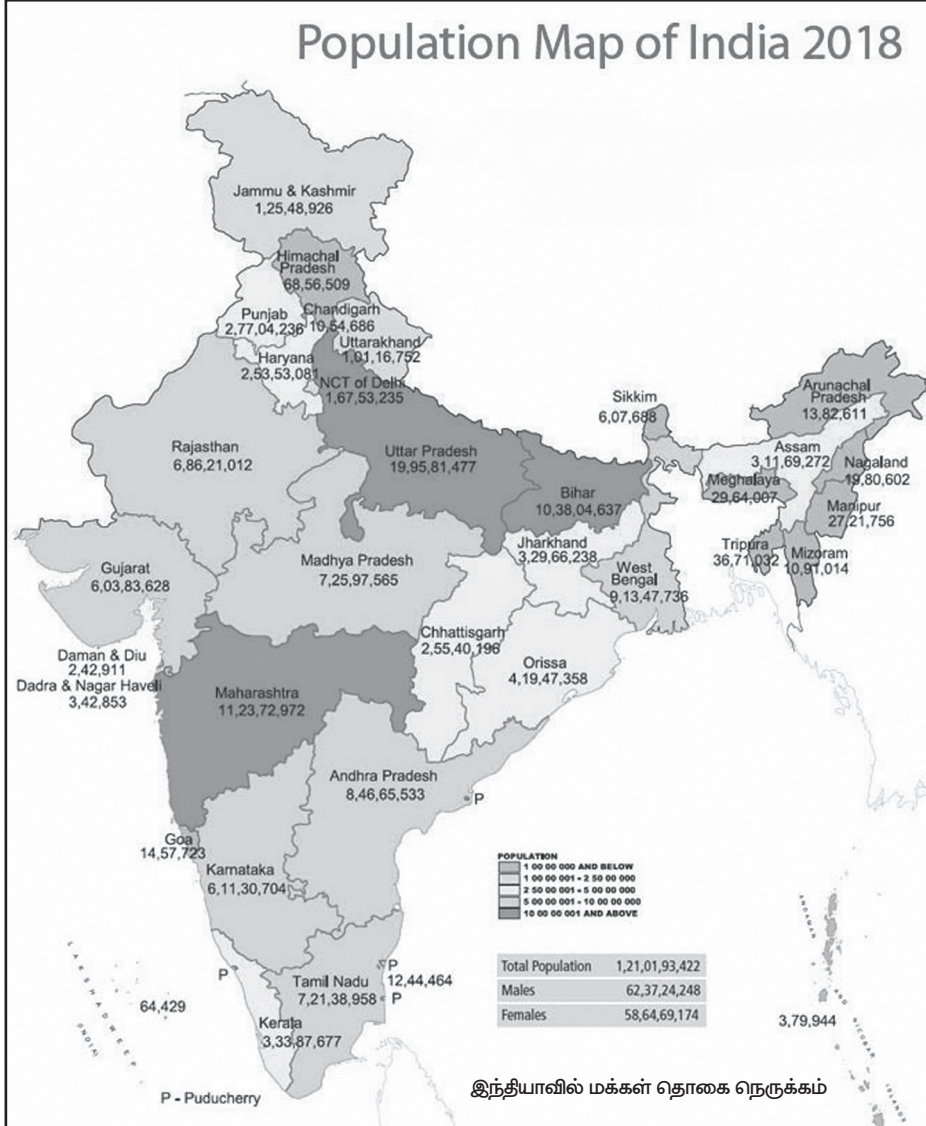 Population Map of India 2018
Jammu & Kashmir
1,25,48,926
Himachal
Pradesh
68,56,509
Punjab
2,77,04,236
Chandigarh
10,54,686
Uttarakhand
1,01,16,752
Haryana
2,53,53,081
NCT of Delhi
1,67,53,235
Sikkim
6,07,688
Arunachal
Pradesh
13,82,611
Rajasthan
6,86,21,012
Uttar Pradesh
19,95,81,477
Assam
3,11,69,272
Nagaland
19,80,602
Bihar
10,38,04,637
Meghalaya
29,64,007
Manipur
27,21,756
Jharkhand
3,29,66,238
Tripura
36,71,032
Mizoram
10,91,014
Gujarat
6,03,83,628
Madhya Pradesh
7,25,97,565
West
Bengal
9,13,47,736
Chhattisgarh
2,55,40,196
Daman & Diu
2,42,911
Dadra & Nagar Haveli
3,42,853
Orissa
4,19,47,358
Maharashtra
11,23,72,972
Andhra Pradesh
8,46,65,533
P
Goa
14,57,723
Karnataka
6,11,30,704
POPULATION
1 00 00 000 AND BELOW
1 00 00 001 - 2 50 00 000
2 50 00 001 - 5 00 00 000
5 00 00 001 - 10 00 00 000
10 00 00 001 AND ABOVE
Total Population 1,21,01,93,422
Males 62,37,24,248
Females 58,64,69,174
P
P
12,44,464
P
Tamil Nadu
7,21,38,958
Kerala
3,33,87,677
LAKSHADWEEP
(INDIA)
64,429
ANDAMAN
AND NICOBAR
ISLANDS
3,79,944
P - Puducherry
இந்தியாவில் மக்கள் தொகை நெருக்கம்